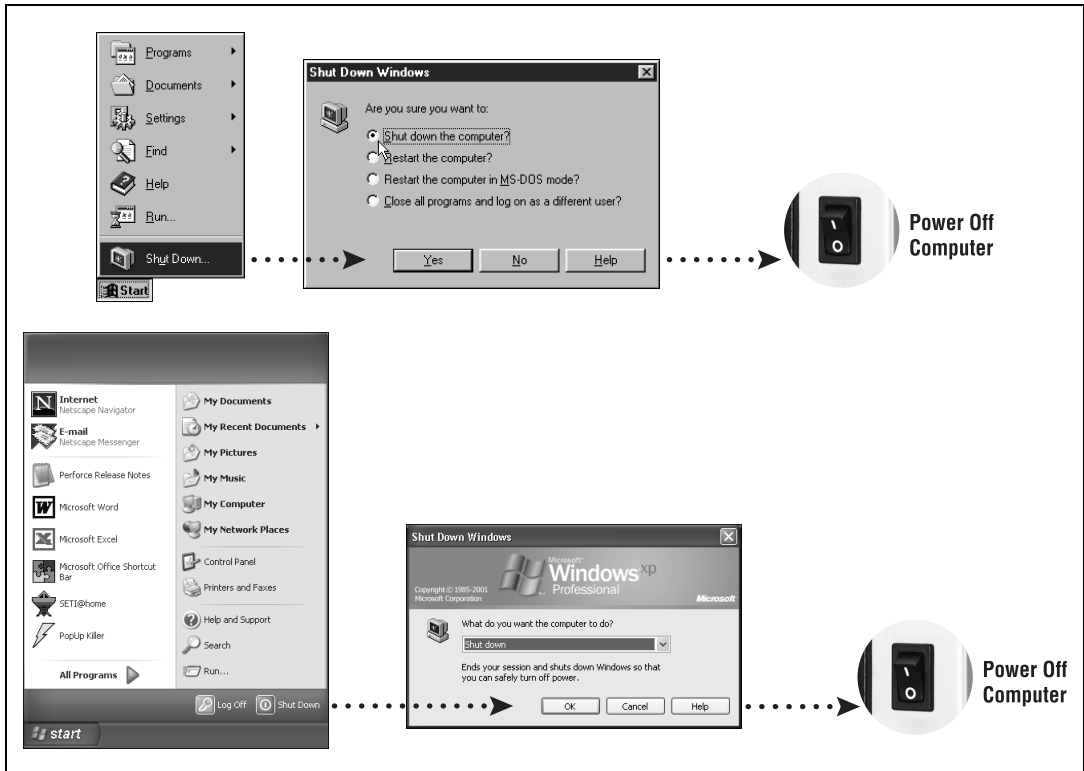 Programs
Documents
Settings
Find
Help
Run...
Shut Down...
Start
Shut Down Windows
Are you sure you want to:
Shut down the computer?
Restart the computer?
Restart the computer in MS-DOS mode?
Close all programs and log on as a different user?
Yes
No
Help
Power Off
Computer
Internet
Netscape Navigator
E-mail
Netscape Messenger
Perforce Release Notes
Microsoft Word
Microsoft Excel
Microsoft Office Shortcut
Bar
SETI@home
PopUp Killer
All Programs
My Documents
My Recent Documents
My Pictures
My Music
My Computer
My Network Places
Control Panel
Printers and Faxes
Help and Support
Search
Run...
Log Off
Shut Down
start
Shut Down Windows
Copyright © 1985-2001
Microsoft Corporation
Microsoft
Windows xp
Professional
Microsoft
What do you want the computer to do?
Shut down
Ends your session and shuts down Windows so that
you can safely turn off power.
OK
Cancel
Help
Power Off
Computer